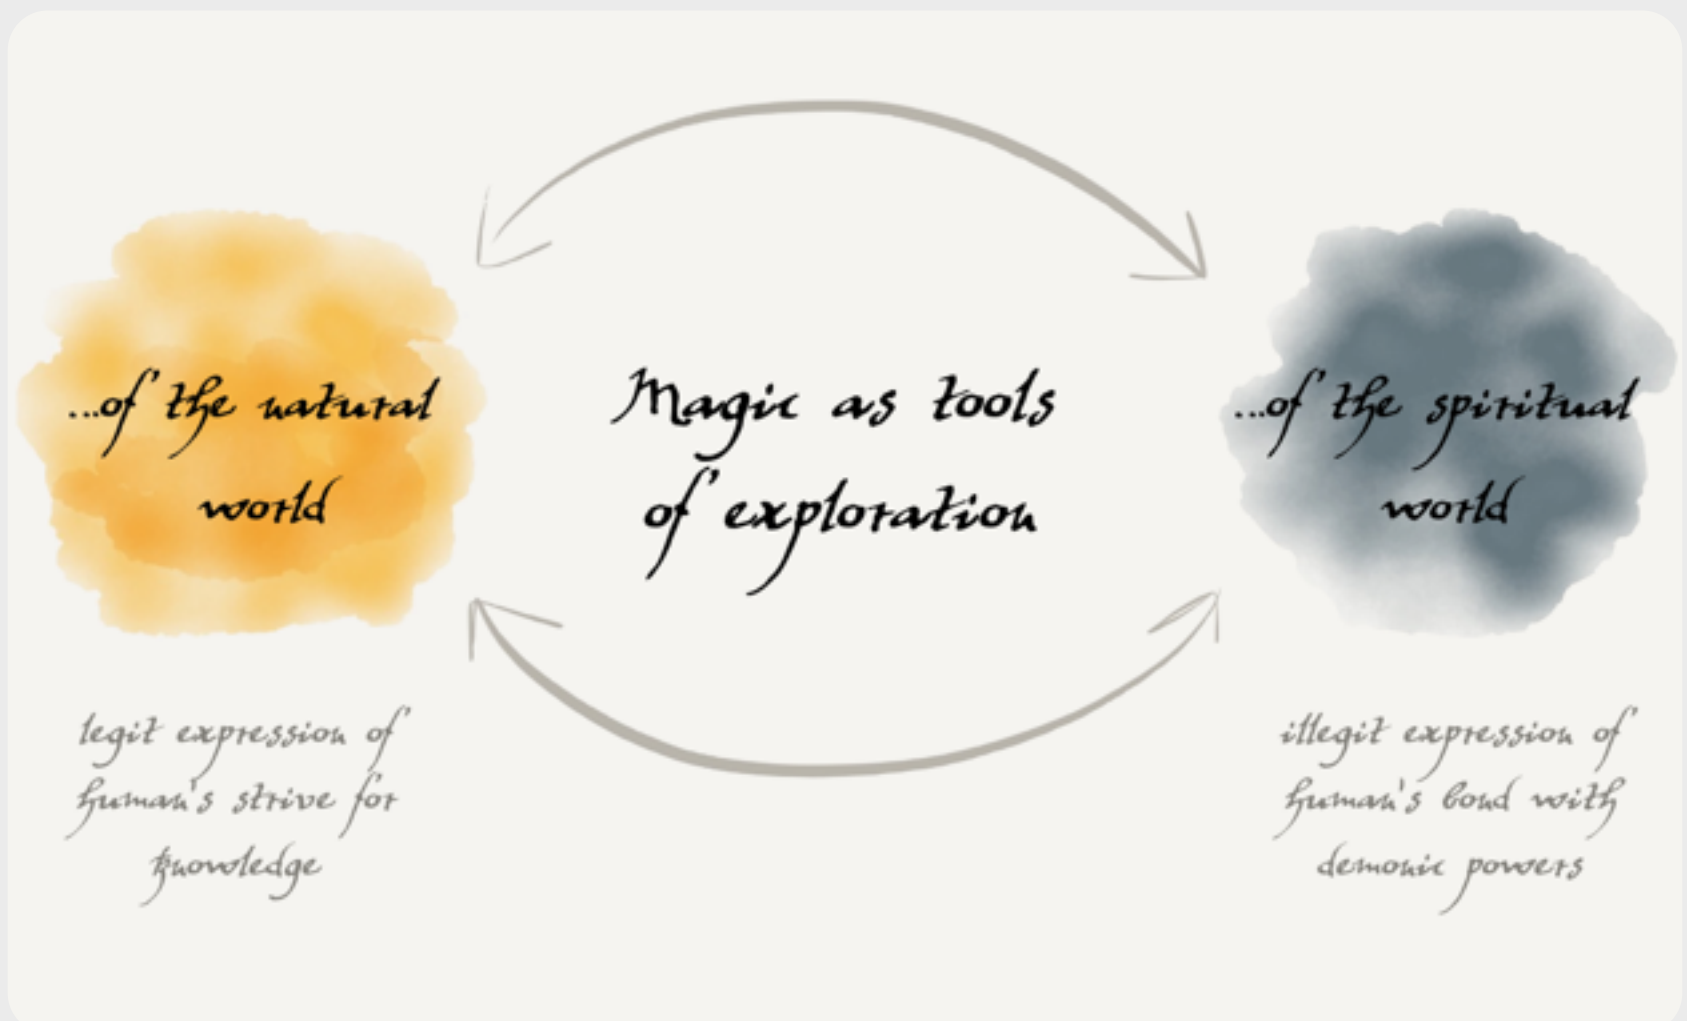 ...of the natural
world
Magic as tools
of exploration
...of the spiritual
world
legit expression of
human's strive for
knowledge
illegit expression of
human's bond with
demonic powers